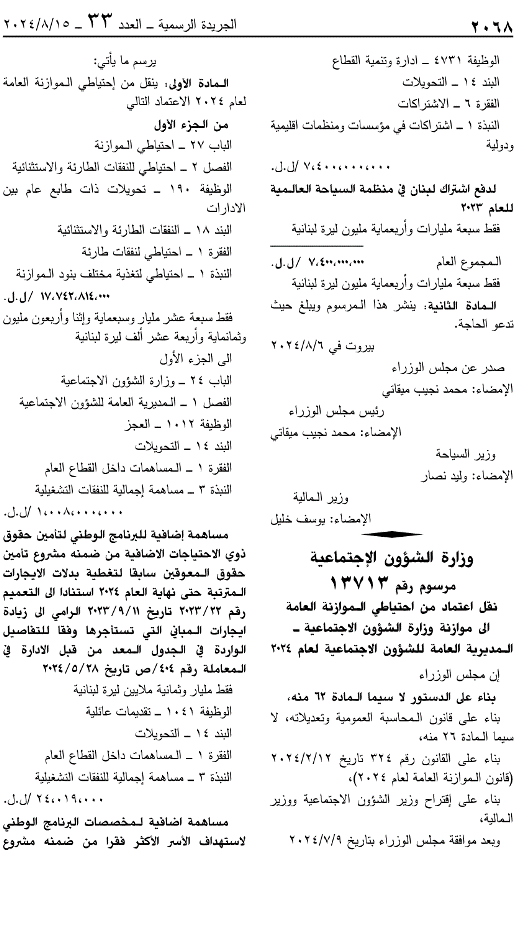 ٢٠٦٨
الجريدة الرسمية – العدد ٣٣ – ٢٠٢٤/٨/١٥
الوظيفة ٤٧٣١ – ادارة وتنمية القطاع
البند ١٤ – التحويلات
الفقرة ٦ – الاشتراكات
النبذة ١ – اشتراكات في مؤسسات ومنظمات اقليمية
ودولية
٧,٤٠٠,٠٠٠,٠٠٠ /ل.ل.
لدفع اشتراك لبنان في منظمة السياحة العالمية
للعام ٢٠٢٣
فقط سبعة مليارات وأربعماية مليون ليرة لبنانية
المجموع العام ٧,٤٠٠,٠٠٠,٠٠٠ /ل.ل.
فقط سبعة مليارات وأربعماية مليون ليرة لبنانية
المادة الثانية: ينشر هذا المرسوم ويبلغ حيث
تدعو الحاجة.
بيروت في ٢٠٢٤/٨/٦
صدر عن مجلس الوزراء
الإمضاء: محمد نجيب ميقاتي
رئيس مجلس الوزراء
الإمضاء: محمد نجيب ميقاتي
وزير السياحة
الإمضاء: وليد نصار
وزير المالية
الإمضاء: يوسف خليل
وزارة الشؤون الإجتماعية
مرسوم رقم ١٣٧١٣
نقل اعتماد من احتياطي الموازنة العامة
الى موازنة وزارة الشؤون الاجتماعية –
المديرية العامة للشؤون الاجتماعية لعام ٢٠٢٤
إن مجلس الوزراء
بناء على الدستور لا سيما المادة ٦٢ منه،
بناء على قانون المحاسبة العمومية وتعديلاته، لا
سيما المادة ٢٦ منه،
بناء على القانون رقم ٣٢٤ تاريخ ٢٠٢٤/٢/١٢
(قانون الموازنة العامة لعام ٢٠٢٤)،
بناء على إقتراح وزير الشؤون الاجتماعية ووزير
المالية،
وبعد موافقة مجلس الوزراء بتاريخ ٢٠٢٤/٧/٩
يرسم ما يأتي:
المادة الأولى: ينقل من إحتياطي الموازنة العامة
لعام ٢٠٢٤ الاعتماد التالي
من الجزء الأول
الباب ٢٧ – احتياطي الموازنة
الفصل ٢ – احتياطي للنفقات الطارئة والاستثنائية
الوظيفة ١٩٠ – تحويلات ذات طابع عام بين
الادارات
البند ١٨ – النفقات الطارئة والاستثنائية
الفقرة ١ – احتياطي لنفقات طارئة
النبذة ١ – احتياطي لتغذية مختلف بنود الموازنة
١٧,٧٤٢,٨١٤,٠٠٠ /ل.ل.
فقط سبعة عشر مليار وسبعماية وإثنا وأربعون مليون
وثمانماية وأربعة عشر ألف ليرة لبنانية
الى الجزء الأول
الباب ٢٤ – وزارة الشؤون الاجتماعية
الفصل ١ – المديرية العامة للشؤون الاجتماعية
الوظيفة ١٠١٢ – العجز
البند ١٤ – التحويلات
الفقرة ١ – المساهمات داخل القطاع العام
النبذة ٣ – مساهمة إجمالية للنفقات التشغيلية
١,٠٠٨,٠٠٠,٠٠٠ /ل.ل.
مساهمة إضافية للبرنامج الوطني لتأمين حقوق
ذوي الاحتياجات الاضافية من ضمنه مشروع تأمين
حقوق المعوقين سابقا لتغطية بدلات الايجارات
المترتبة حتى نهاية العام ٢٠٢٤ استنادا الى التعميم
رقم ٢٠٢٣/٢٢ تاريخ ٢٠٢٣/٩/١١ الرامي الى زيادة
ايجارات المباني التي تستأجرها وفقا للتفاصيل
الواردة في الجدول المعد من قبل الادارة في
المعاملة رقم ٤٠٤/ص تاريخ ٢٠٢٤/٥/٢٨
فقط مليار وثمانية ملايين ليرة لبنانية
الوظيفة ١٠٤١ – تقديمات عائلية
البند ١٤ – التحويلات
الفقرة ١ – المساهمات داخل القطاع العام
النبذة ٣ – مساهمة إجمالية للنفقات التشغيلية
٢٤,٠١٩,٠٠٠ /ل.ل.
مساهمة اضافية لمخصصات البرنامج الوطني
لاستهداف الأسر الأكثر فقرا من ضمنه مشروع